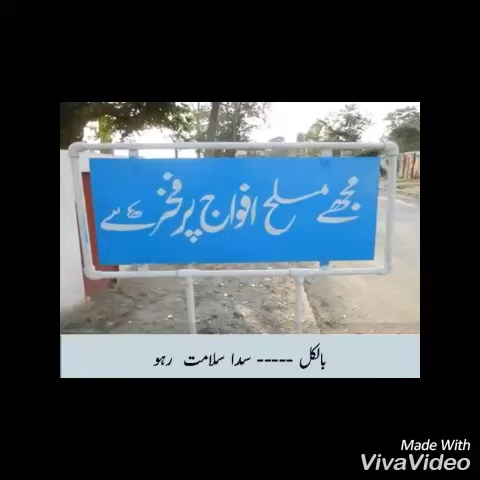 مجھے مسلح افواج پر فخر ہے
بالکل ----- سدا سلامت رہو
Made With
VivaVideo